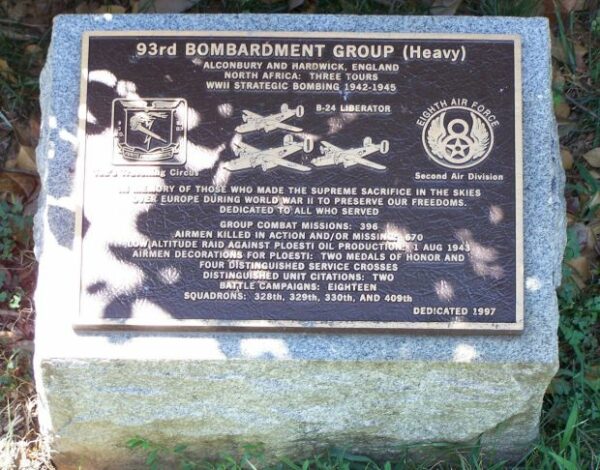 93rd BOMBARDMENT GROUP (Heavy)
ALCONBURY AND HARDWICK, ENGLAND
NORTH AFRICA: THREE TOURS
WWII STRATEGIC BOMBING 1942-1945
B-24 LIBERATOR
EIGHTH AIR FORCE
8
Ted's Travelling Circus
Second Air Division
IN MEMORY OF THOSE WHO MADE THE SUPREME SACRIFICE IN THE SKIES
OVER EUROPE DURING WORLD WAR II TO PRESERVE OUR FREEDOMS.
DEDICATED TO ALL WHO SERVED
GROUP COMBAT MISSIONS: 396
AIRMEN KILLED IN ACTION AND/OR MISSING: 670
LOW ALTITUDE RAID AGAINST PLOESTI OIL PRODUCTION: 1 AUG 1943
AIRMEN DECORATIONS FOR PLOESTI: TWO MEDALS OF HONOR AND
FOUR DISTINGUISHED SERVICE CROSSES
DISTINGUISHED UNIT CITATIONS: TWO
BATTLE CAMPAIGNS: EIGHTEEN
SQUADRONS: 328th, 329th, 330th, AND 409th
DEDICATED 1997